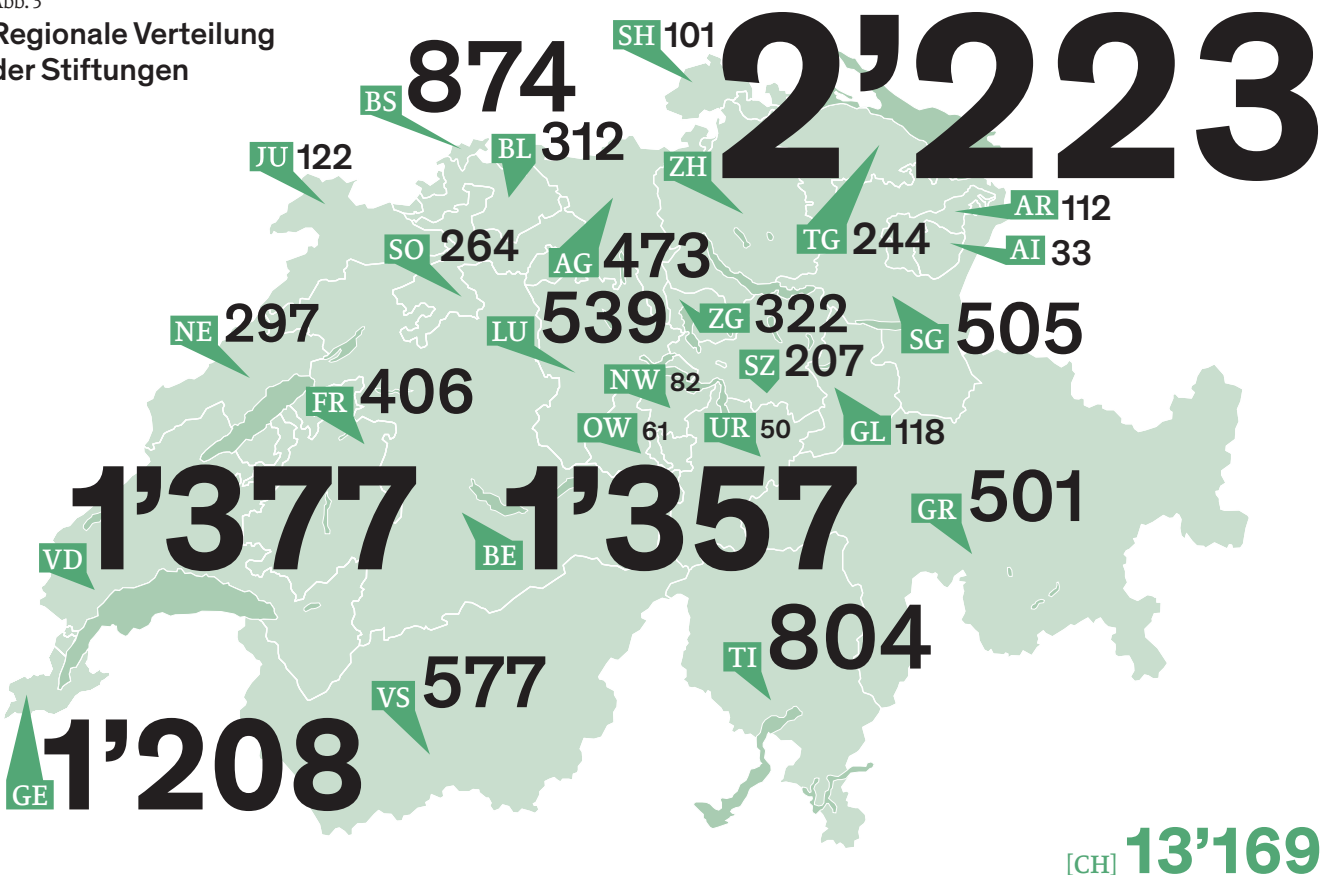 Abb. 3
Regionale Verteilung
der Stiftungen
SH 101
2’223
BS 874
BL 312
JU 122
ZH
AR 112
TG 244
AI 33
SO 264
AG 473
NE 297
LU 539
ZG 322
SG 505
SZ 207
NW 82
FR 406
OW 61
UR 50
GL 118
VD 1’377
BE 1’357
GR 501
TI 804
VS 577
GE 1’208
[CH] 13’169